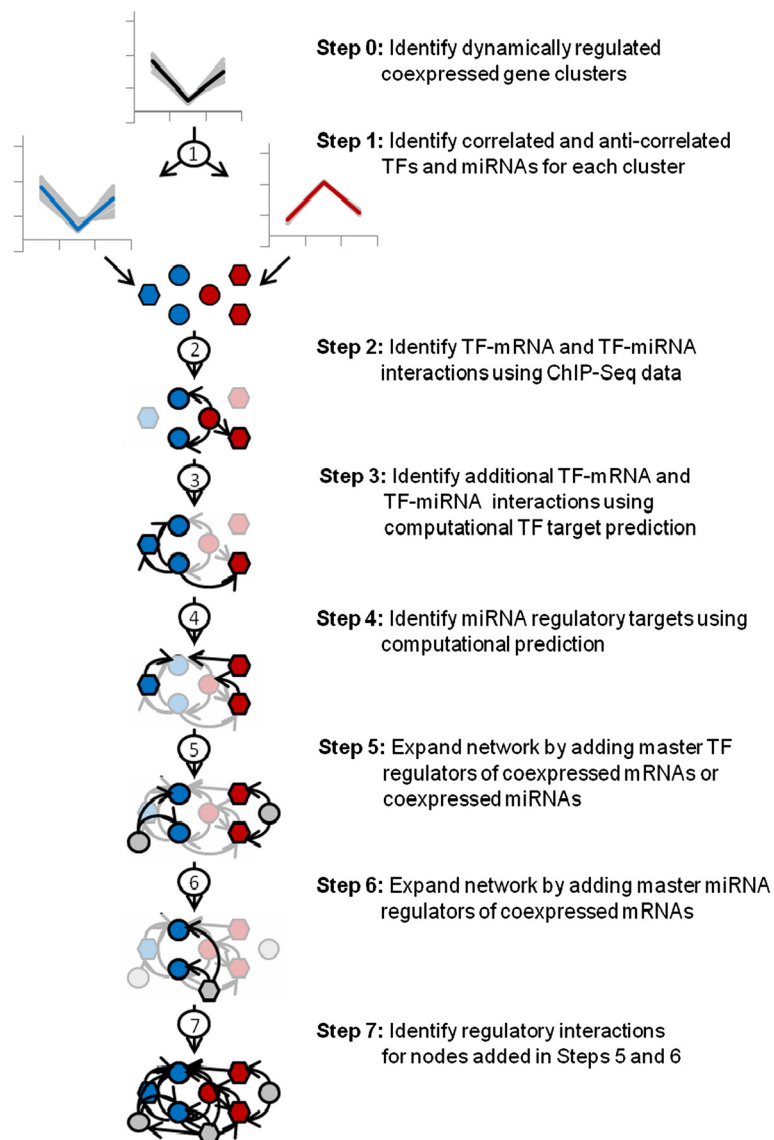 Step 0: Identify dynamically regulated
coexpressed gene clusters
1
Step 1: Identify correlated and anti-correlated
TFs and miRNAs for each cluster
2
Step 2: Identify TF-mRNA and TF-miRNA
interactions using ChIP-Seq data
3
Step 3: Identify additional TF-mRNA and
TF-miRNA interactions using
computational TF target prediction
4
Step 4: Identify miRNA regulatory targets using
computational prediction
5
Step 5: Expand network by adding master TF
regulators of coexpressed mRNAs or
coexpressed miRNAs
6
Step 6: Expand network by adding master miRNA
regulators of coexpressed mRNAs
7
Step 7: Identify regulatory interactions
for nodes added in Steps 5 and 6